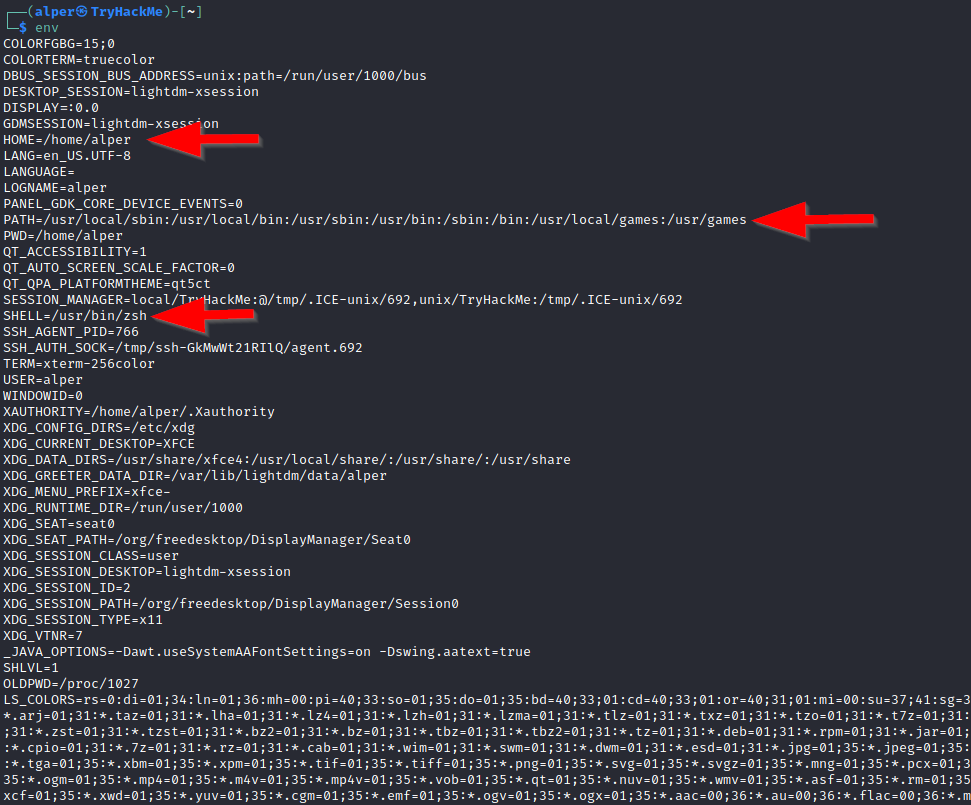 ┌──(alper㉿TryHackMe)-[~]
└─$ env
COLORFGBG=15;0
COLORTERM=truecolor
DBUS_SESSION_BUS_ADDRESS=unix:path=/run/user/1000/bus
DESKTOP_SESSION=lightdm-xsession
DISPLAY=:0.0
GDMSESSION=lightdm-xsession
HOME=/home/alper
LANG=en_US.UTF-8
LANGUAGE=
LOGNAME=alper
PANEL_GDK_CORE_DEVICE_EVENTS=0
PATH=/usr/local/sbin:/usr/local/bin:/usr/sbin:/usr/bin:/sbin:/bin:/usr/local/games:/usr/games
PWD=/home/alper
QT_ACCESSIBILITY=1
QT_AUTO_SCREEN_SCALE_FACTOR=0
QT_QPA_PLATFORMTHEME=qt5ct
SESSION_MANAGER=local/TryHackMe:@/tmp/.ICE-unix/692,unix/TryHackMe:/tmp/.ICE-unix/692
SHELL=/usr/bin/zsh
SSH_AGENT_PID=766
SSH_AUTH_SOCK=/tmp/ssh-GkMwWt21RIlQ/agent.692
TERM=xterm-256color
USER=alper
WINDOWID=0
XAUTHORITY=/home/alper/.Xauthority
XDG_CONFIG_DIRS=/etc/xdg
XDG_CURRENT_DESKTOP=XFCE
XDG_DATA_DIRS=/usr/share/xfce4:/usr/local/share/:/usr/share/:/usr/share
XDG_GREETER_DATA_DIR=/var/lib/lightdm/data/alper
XDG_MENU_PREFIX=xfce-
XDG_RUNTIME_DIR=/run/user/1000
XDG_SEAT=seat0
XDG_SEAT_PATH=/org/freedesktop/DisplayManager/Seat0
XDG_SESSION_CLASS=user
XDG_SESSION_DESKTOP=lightdm-xsession
XDG_SESSION_ID=2
XDG_SESSION_PATH=/org/freedesktop/DisplayManager/Session0
XDG_SESSION_TYPE=x11
XDG_VTNR=7
_JAVA_OPTIONS=-Dawt.useSystemAAFontSettings=on -Dswing.aatext=true
SHLVL=1
OLDPWD=/proc/1027
LS_COLORS=rs=0:di=01;34:ln=01;36:mh=00:pi=40;33:so=01;35:do=01;35:bd=40;33;01:cd=40;33;01:or=40;31;01:mi=00:su=37;41:sg=3
*.arj=01;31:*.taz=01;31:*.lha=01;31:*.lz4=01;31:*.lzh=01;31:*.lzma=01;31:*.tlz=01;31:*.txz=01;31:*.tzo=01;31:*.t7z=01;31:
;31:*.zst=01;31:*.tzst=01;31:*.bz2=01;31:*.bz=01;31:*.tbz=01;31:*.tbz2=01;31:*.tz=01;31:*.deb=01;31:*.rpm=01;31:*.jar=01;
:*.cpio=01;31:*.7z=01;31:*.rz=01;31:*.cab=01;31:*.wim=01;31:*.swm=01;31:*.dwm=01;31:*.esd=01;31:*.jpg=01;35:*.jpeg=01;35:
:*.tga=01;35:*.xbm=01;35:*.xpm=01;35:*.tif=01;35:*.tiff=01;35:*.png=01;35:*.svg=01;35:*.svgz=01;35:*.mng=01;35:*.pcx=01;3
35:*.ogm=01;35:*.mp4=01;35:*.m4v=01;35:*.mp4v=01;35:*.vob=01;35:*.qt=01;35:*.nuv=01;35:*.wmv=01;35:*.asf=01;35:*.rm=01;35
xcf=01;35:*.xwd=01;35:*.yuv=01;35:*.cgm=01;35:*.emf=01;35:*.ogv=01;35:*.ogx=01;35:*.aac=00;36:*.au=00;36:*.flac=00;36:*.m